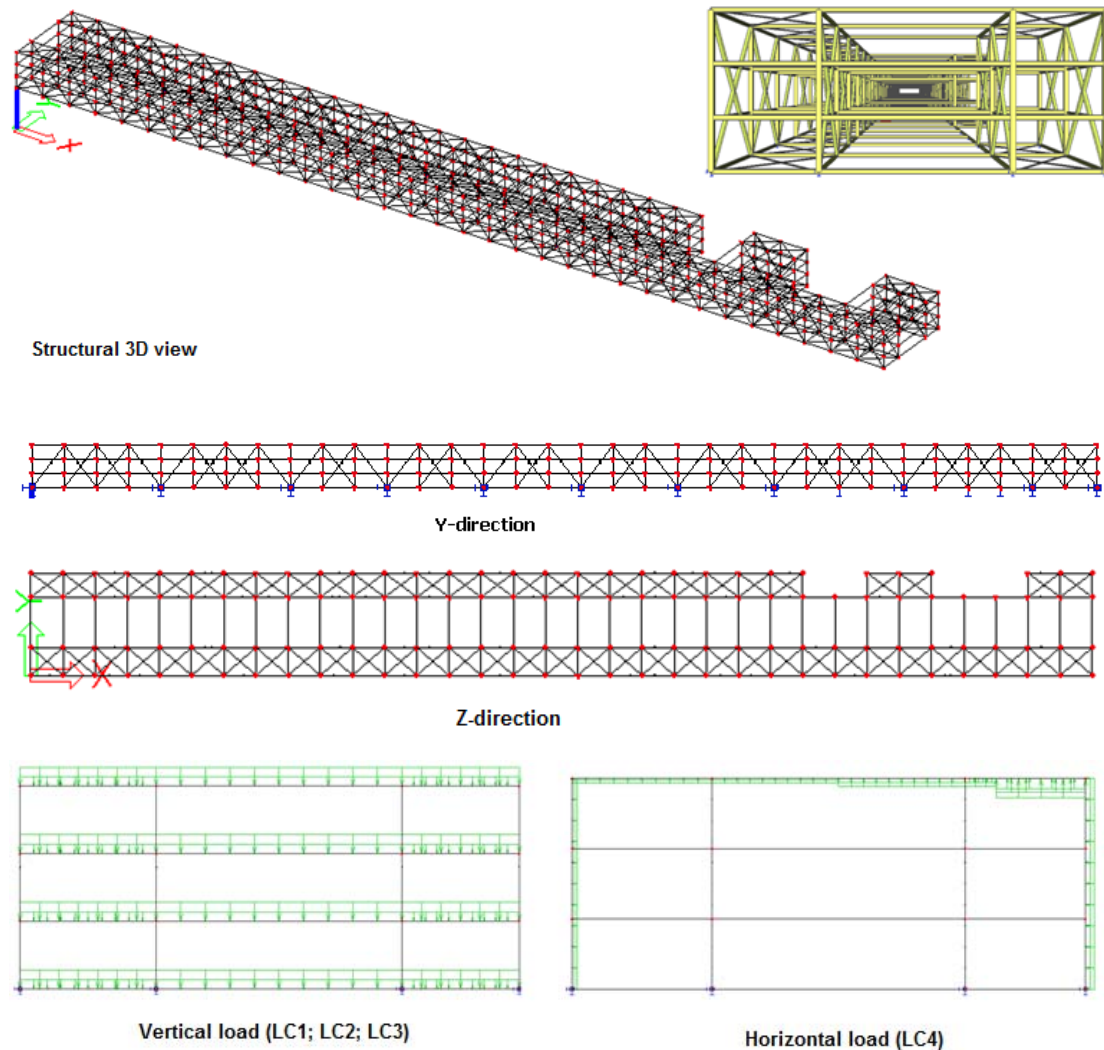 Y
X
Structural 3D view
Y-direction
Y
X
Z-direction
Vertical load (LC1; LC2; LC3)
Horizontal load (LC4)